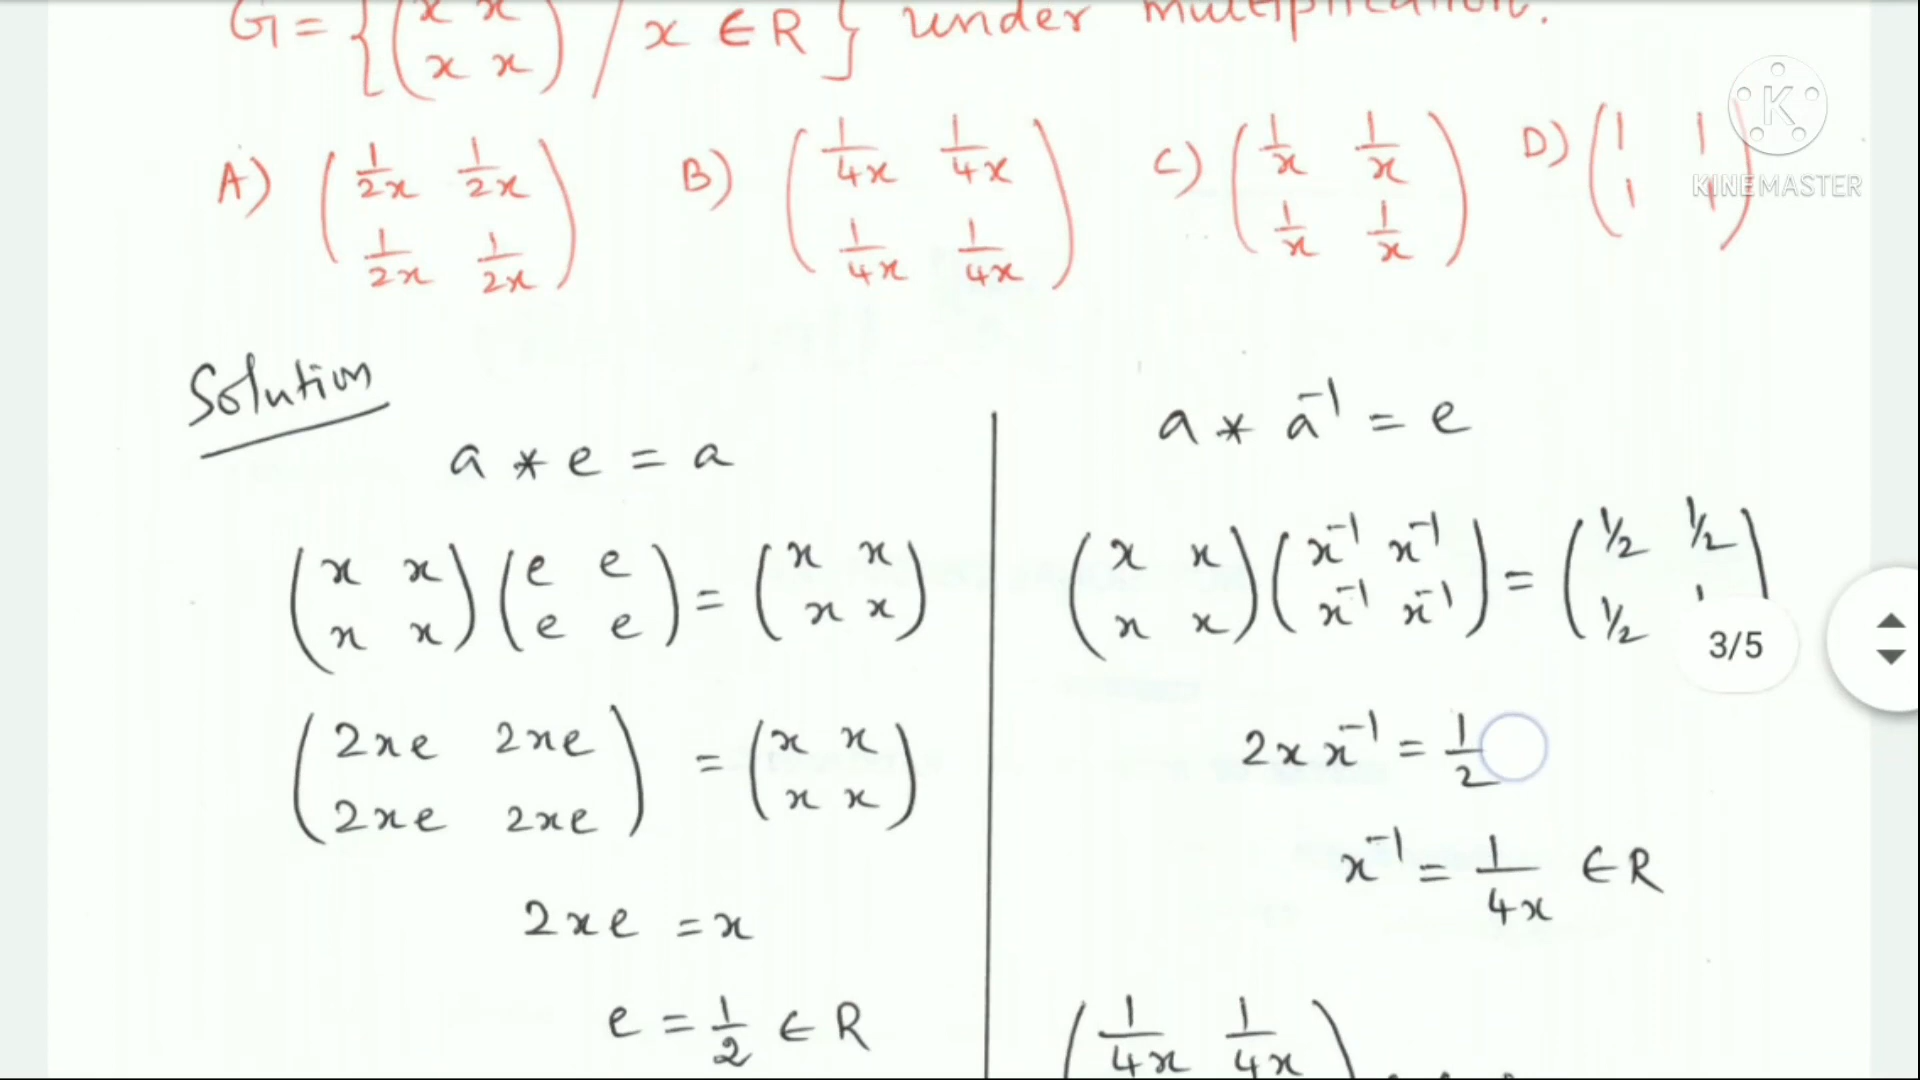 G = { ( x x / x x ) / x ∈ R } under multiplication.
A) ( 1/2x 1/2x B) ( 1/4x 1/4x C) ( 1/x 1/x D) ( 1 1
1/2x 1/2x ) 1/4x 1/4x ) 1/x 1/x ) 1 1 )
KINEMASTER
Solution
a * e = a
( x x ) ( e e ) = ( x x )
( x x ) ( e e ) = ( x x )
( 2xe 2xe ) = ( x x )
( 2xe 2xe ) = ( x x )
2xe = x
e = 1/2 ∈ R
a * a⁻¹ = e
( x x ) ( x⁻¹ x⁻¹ ) = ( 1/2 1/2 )
( x x ) ( x⁻¹ x⁻¹ ) = ( 1/2
3/5
2x x⁻¹ = 1/2
x⁻¹ = 1/4x ∈ R
( 1/4x 1/4x )